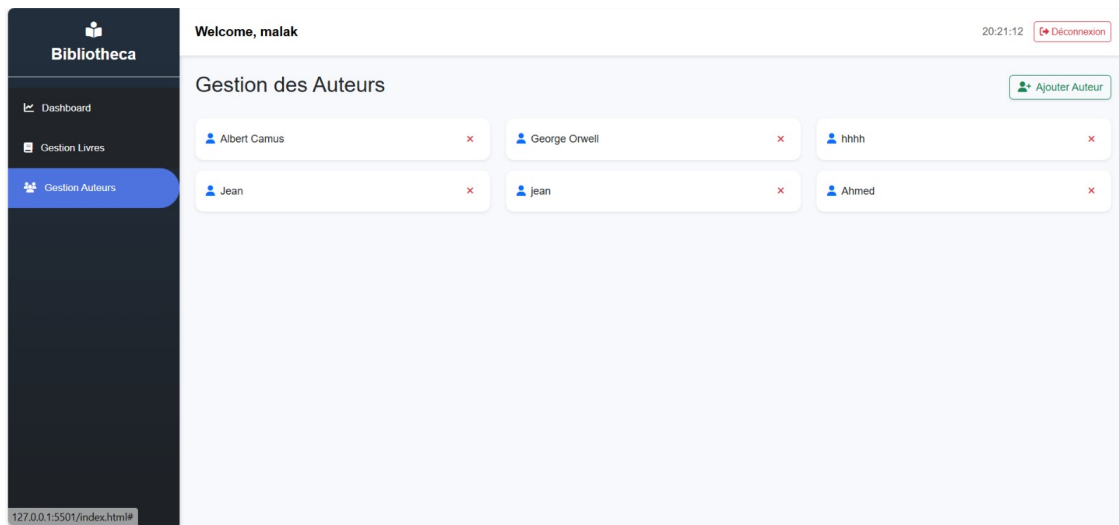 Bibliotheca
Welcome, malak
20:21:12 Déconnexion
Dashboard
Gestion Livres
Gestion Auteurs
Gestion des Auteurs
Ajouter Auteur
Albert Camus × George Orwell × hhhh ×
Jean × jean × Ahmed ×
127.0.0.1:5501/index.html#